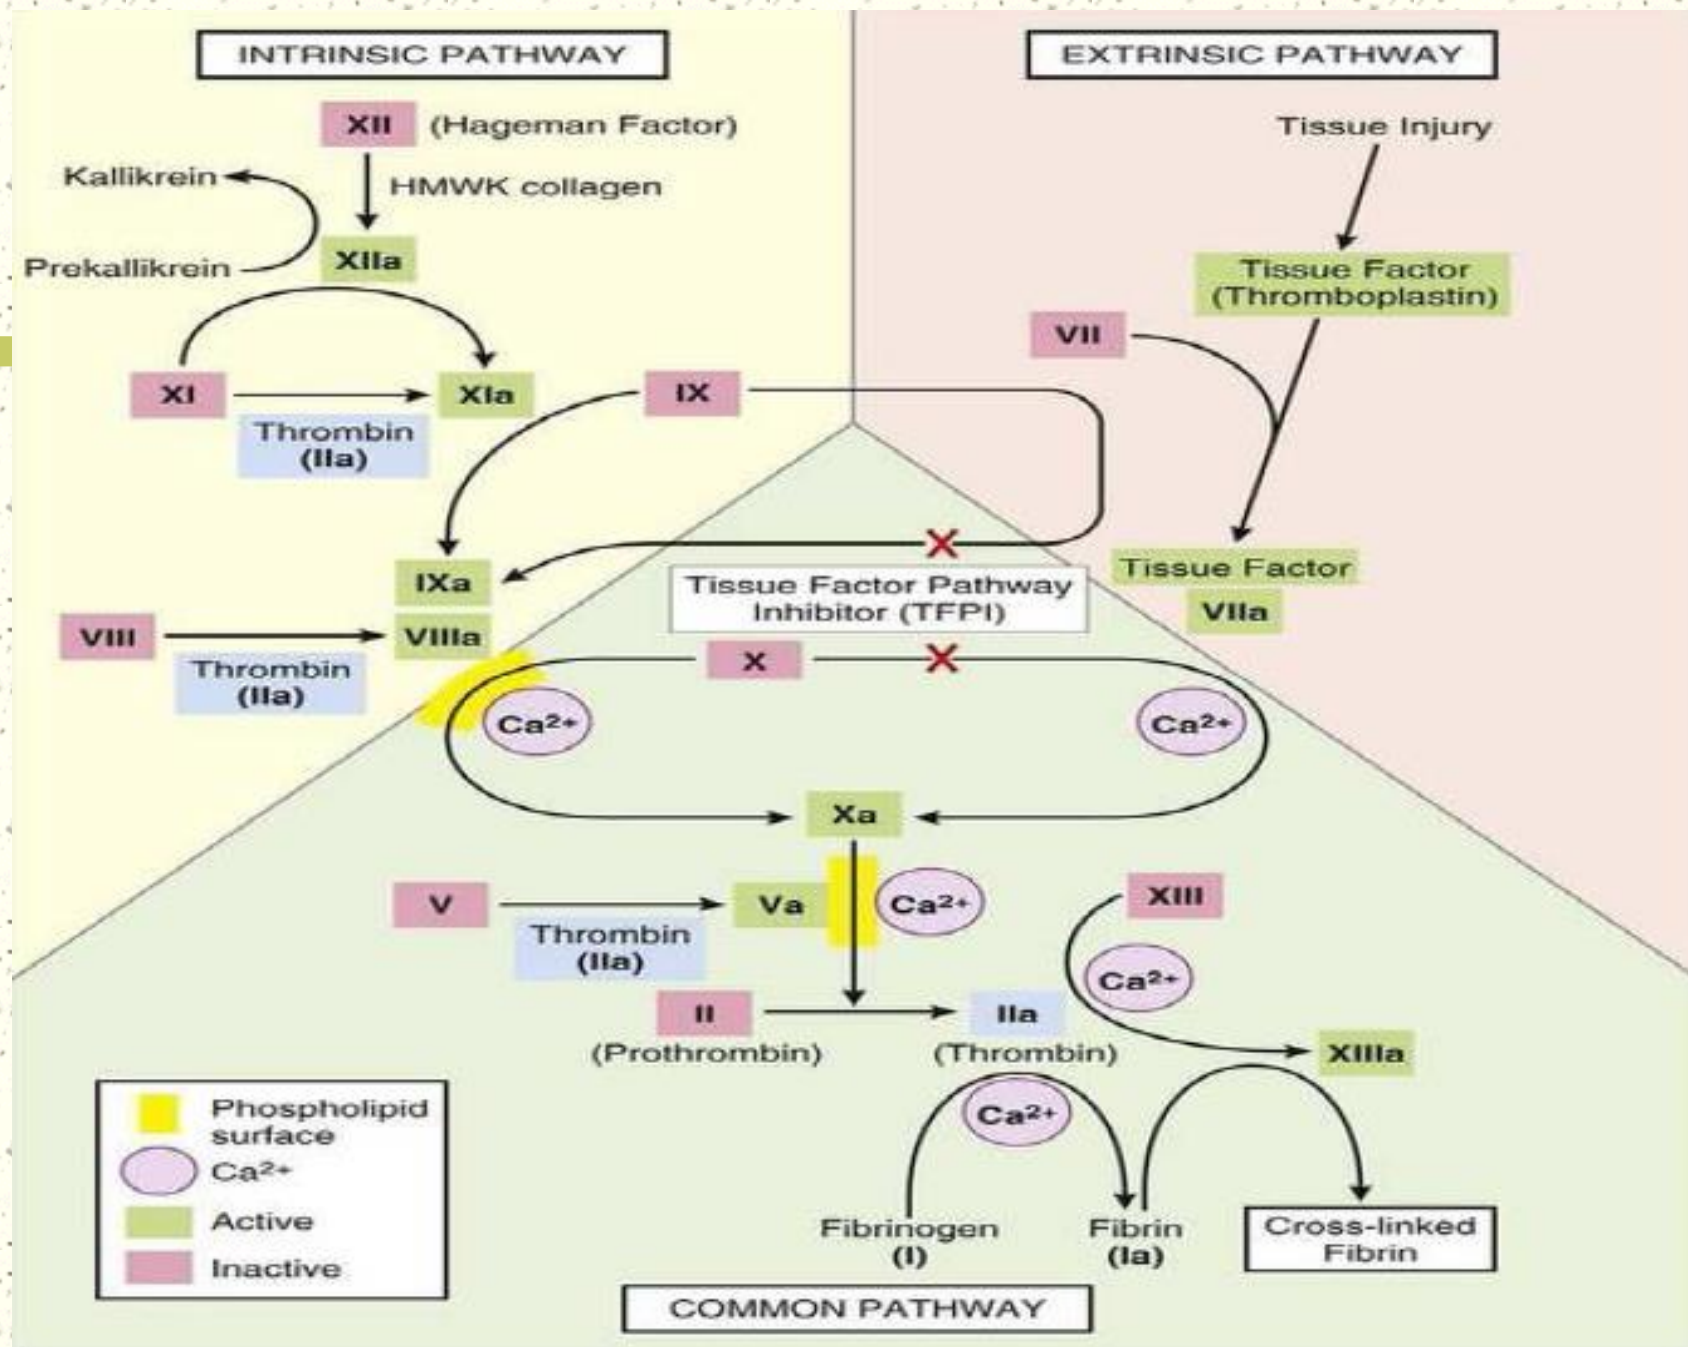 INTRINSIC PATHWAY
XII (Hageman Factor)
Kallikrein
HMWK collagen
Prekallikrein
XIIa
XI
XIa
Thrombin
(IIa)
IX
IXa
VIII
VIIIa
Thrombin
(IIa)
EXTRINSIC PATHWAY
Tissue Injury
Tissue Factor
(Thromboplastin)
VII
Tissue Factor
VIIa
Tissue Factor Pathway
Inhibitor (TFPI)
X
Ca2+
Ca2+
Xa
V
Va
Ca2+
Thrombin
(IIa)
XIII
Ca2+
II
(Prothrombin)
IIa
(Thrombin)
XIIIa
Ca2+
Fibrinogen
(I)
Fibrin
(Ia)
Cross-linked
Fibrin
Phospholipid
surface
Ca2+
Active
Inactive
COMMON PATHWAY